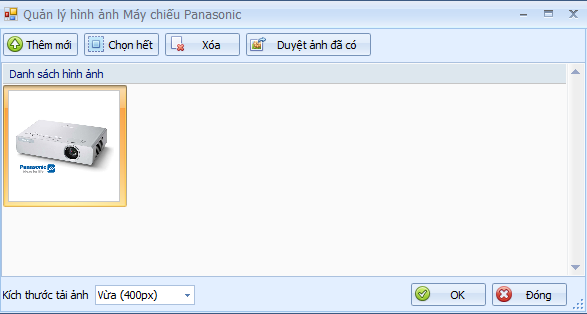 Quản lý hình ảnh Máy chiếu Panasonic
Thêm mới Chọn hết Xóa Duyệt ảnh đã có
Danh sách hình ảnh
Panasonic
Kích thước tải ảnh Vừa (400px) OK Đóng